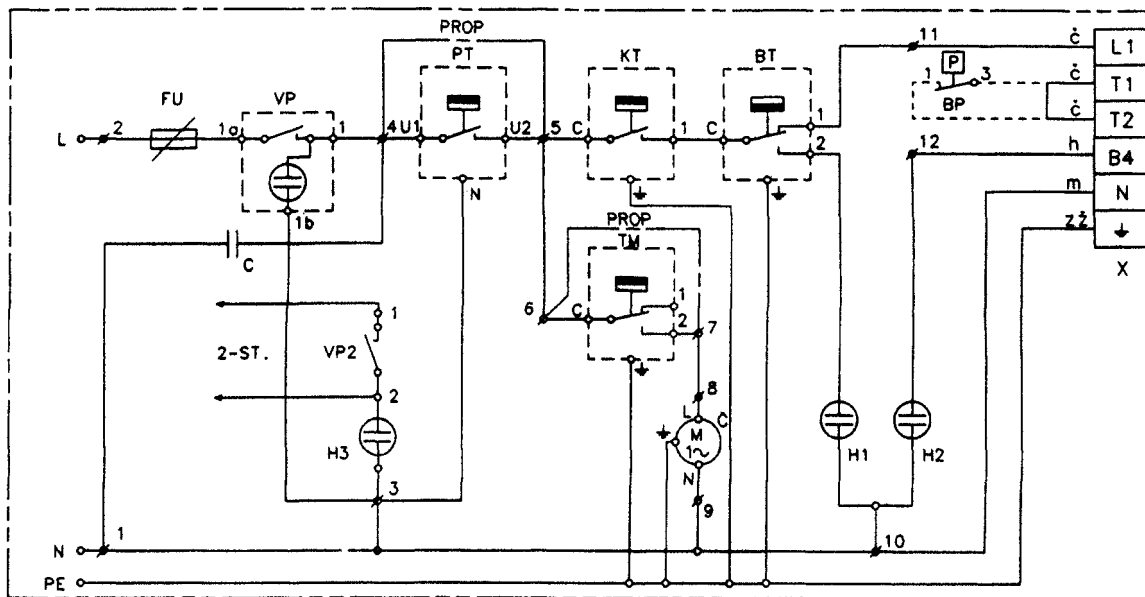 PROP
11
č
L1
PT
KT
BT
P
1
3
č
T1
FU
VP
BP
L
2
1a
1
4
U1
U2
5
C
1
C
1
2
č
T2
12
h
B4
N
m
N
1b
PROP
zž
C
TM
X
6
C
1
2
7
1
2-ST.
VP2
2
8
L
Č
M
1~
H3
N
H1
H2
3
9
N
1
10
PE